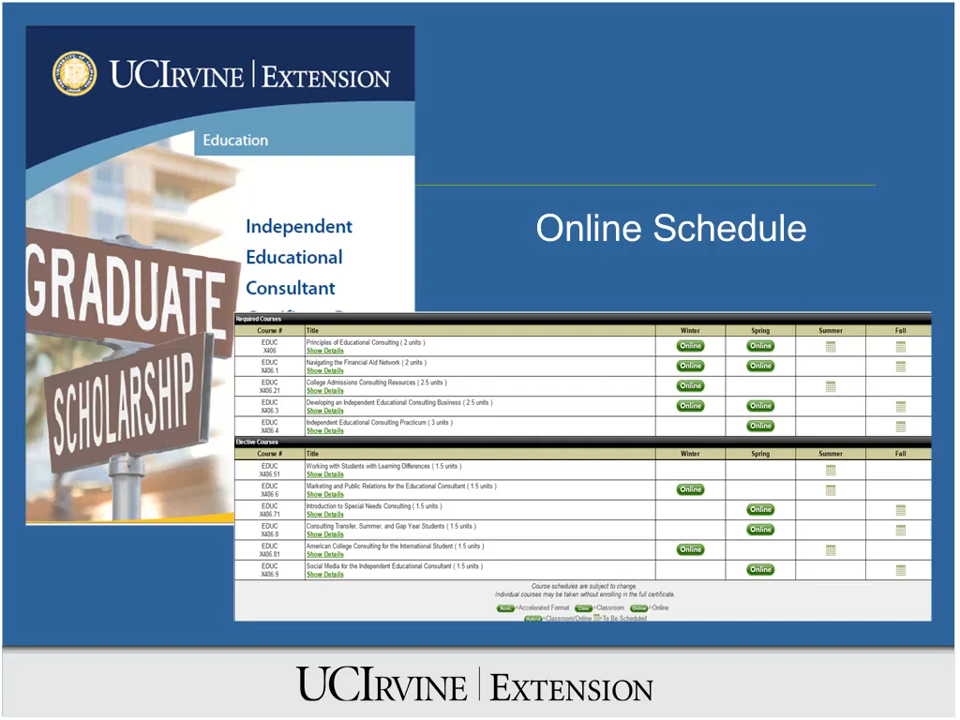 UCIRVINE | EXTENSION
Education
Independent
Educational
Consultant
GRADUATE
SCHOLARSHIP
Online Schedule
Required Courses
Course # Title Winter Spring Summer Fall
EDUC X406 Principles of Educational Consulting ( 2 units ) Online Online
Show Details
EDUC X406.1 Navigating the Financial Aid Network ( 2 units ) Online Online
Show Details
EDUC X406.21 College Admissions Consulting Resources ( 2.5 units ) Online
Show Details
EDUC X406.3 Developing an Independent Educational Consulting Business ( 2.5 units ) Online Online
Show Details
EDUC X406.4 Independent Educational Consulting Practicum ( 3 units ) Online
Show Details
Elective Courses
Course # Title Winter Spring Summer Fall
EDUC X406.51 Working with Students with Learning Differences ( 1.5 units )
Show Details
EDUC X406.6 Marketing and Public Relations for the Educational Consultant ( 1.5 units ) Online
Show Details
EDUC X406.71 Introduction to Special Needs Consulting ( 1.5 units ) Online
Show Details
EDUC X406.8 Consulting Transfer, Summer, and Gap Year Students ( 1.5 units ) Online
Show Details
EDUC X406.81 American College Consulting for the International Student ( 1.5 units ) Online
Show Details
EDUC X406.9 Social Media for the Independent Educational Consultant ( 1.5 units ) Online
Show Details
Course schedules are subject to change.
Individual courses may be taken without enrolling in the full certificate.
=Accelerated Format Class =Classroom Online =Online
=Classroom/Online =To Be Scheduled
UCIRVINE | EXTENSION